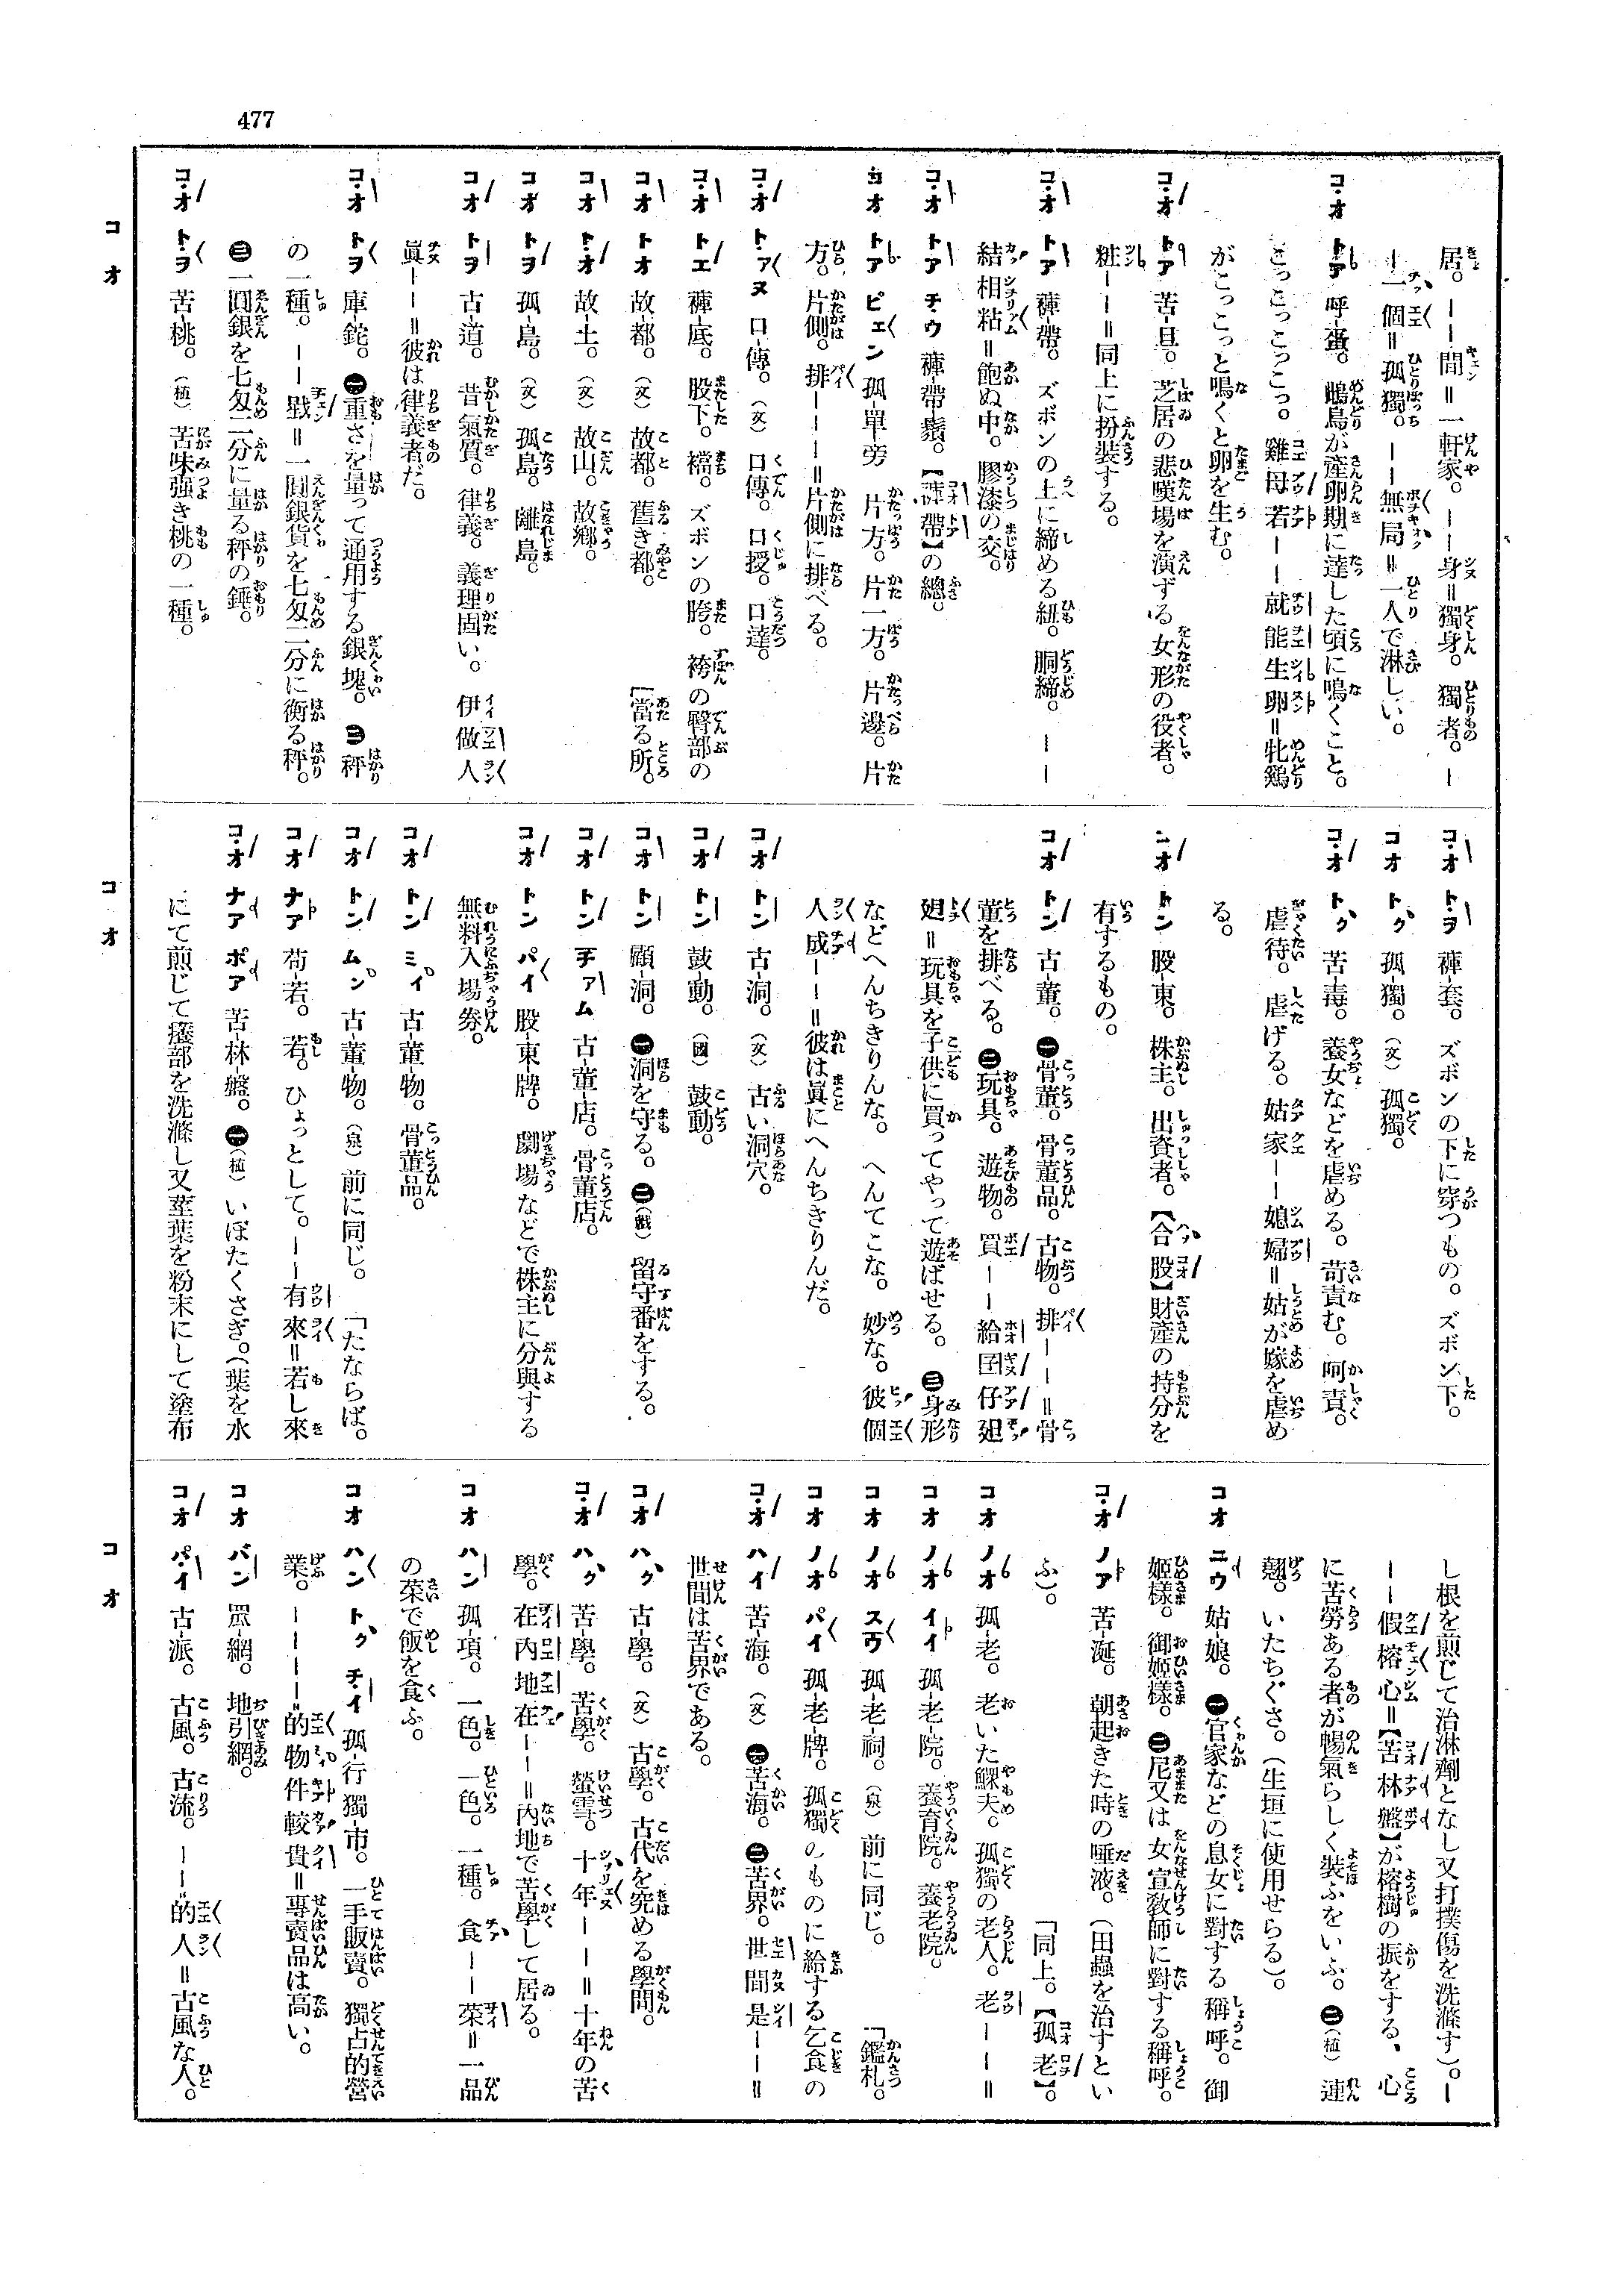 477
居。――間＝一軒家。――身＝獨身。獨者。―
―一個＝孤獨。――無局＝一人で淋しい。
コオ トア 呼-蛋。鴟鳥が產卵期に達した頃に鳴くこと。
こっこっこっこっ。雞母若――就能生卵＝牝鷄
がこっこっと鳴くと卵を生む。
コオ トア 苦-旦。芝居の悲嘆場を演ずる女形の役者。
粧――＝同上に扮裝する。
コオ トア 褲-帶。ズボンの上に締める紐。胴締。――
結相粘＝飽ぬ中。膠漆の交。
コオ トア チウ 褲-帶-鬚。【褲帶】の總。
コオ トア ピェン 孤-單-旁 片方。片一方。片邊。片
方。片側。排―――＝片側に排べる。
コオ トァヌ 口-傳。（文）口傳。口授。口達。
コオ トエ 褲-底。股下。襠。ズボンの胯。袴の臀部の
コオ トオ 故-都。（文）故都。舊き都。［當る所。
コオ トオ 故-土。（文）故山。故鄉。
コオ トヲ 孤-島。（文）孤島。離島。
コオ トヲ 古-道。昔氣質。律義。義理固い。伊做人
眞――＝彼は律義者だ。
コオ トヲ 庫-鉈。㊀重さを量って通用する銀塊。㊁秤
の一種。――戥＝一圓銀貨を七匁二分に衡る秤。
㊂一圓銀を七匁二分に量る秤の錘。
コオ トヲ 苦-桃。（植）苦味强き桃の一種。
コオ トヲ 褲-套。ズボンの下に穿つもの。ズボン下。
コオ トク 孤-獨。（文）孤獨。
コオ トク 苦-毒。養女などを虐める。苛責む。呵責。
虐待。虐げる。姑家――媳婦＝姑が嫁を虐め
る。
コオ トン 股-東。株主。出資者。【合股】財產の持分を
有するもの。
コオ トン 古-董。㊀骨董。骨董品。古物。排――＝骨
董を排べる。㊁玩具。遊物。買――給囝仔𨑨
𨑨＝玩具を子供に買ってやって遊ばせる。㊂身形
などへんちきりんな。へんてこな。妙な。彼個
人成――＝彼は眞にへんちきりんだ。
コオ トン 古-洞。（文）古い洞穴。
コオ トン 鼓-動。（國）鼓動。
コオ トン 顧-洞。㊀洞を守る。㊁（戲）留守番をする。
コオ トン チァム 古-董-店。骨董店。
コオ トン パイ 股-東-牌。劇場などで株主に分與する
無料入場券。
コオ トン ミィ 古-董-物。骨董品。
コオ トン ムン 古-董-物。（泉）前に同じ。「たならば。
コオ ナア 苟-若。若。ひょっとして。――有來＝若し來
コオ ナア ポア 苦-林-盤。㊀（植）いぼたくさぎ。（葉を水
にて煎じて癢部を洗滌し又莖葉を粉末にして塗布
し根を煎じて治淋劑となし又打撲傷を洗滌す）。―
――假榕心＝【苦林盤】が榕樹の振をする、心
に苦勞ある者が暢氣らしく裝ふをいふ。㊁（植）連
翹。いたちぐさ。（生垣に使用せらる）。
コオ ニウ 姑-娘。㊀官家などの息女に對する稱呼。御
姬樣。御姬樣。㊁尼又は女宣敎師に對する稱呼。
コオ ノア 苦-涎。朝起きた時の唾液。（田蟲を治すとい
ふ）。「同上。【孤老】。
コオ ノオ 孤-老。老いた鰥夫。孤獨の老人。老――＝
コオ ノオ イイ 孤-老-院。養育院。養老院。
コオ ノオ スウ 孤-老-祠。（泉）前に同じ。「鑑札。
コオ ノオ パイ 孤-老-牌。孤獨のものに給する乞食の
コオ ハイ 苦-海。（文）㊀苦海。㊁苦界。世間是――＝
世間は苦界である。
コオ ハク 古-學。（文）古學。古代を究める學問。
コオ ハク 苦-學。苦學。螢雪。十年――＝十年の苦
學。在內地在――＝內地で苦學して居る。
コオ ハン 孤-項。一色。一色。一種。食――菜＝一品
の菜で飯を食ふ。
コオ ハン トク チイ 孤-行-獨-市。一手販賣。獨占的營
業。――――的物件較貴＝專賣品は高い。
コオ バン 罛-網。地引網。
コオ パイ 古-派。古風。古流。――的人＝古風な人。
コ オ
コ オ
コ オ